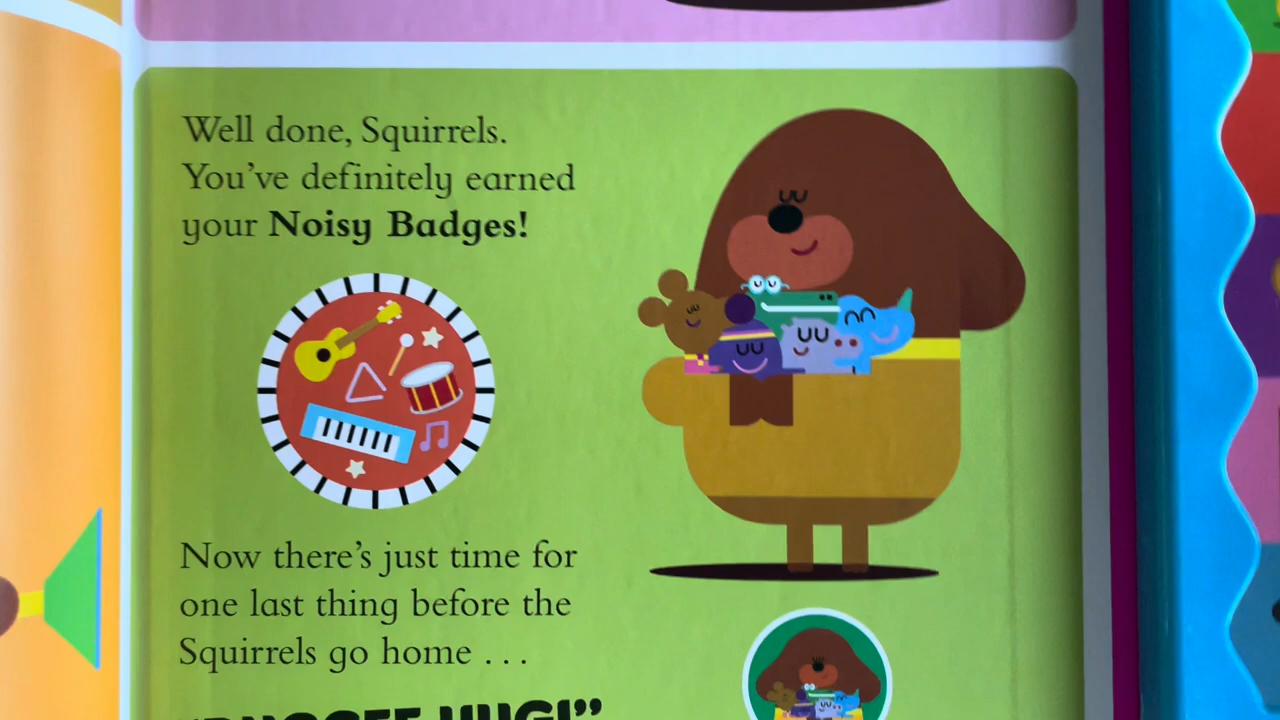 Well done, Squirrels.
You've definitely earned
your Noisy Badges!
Now there's just time for
one last thing before the
Squirrels go home . . .
HUG!”